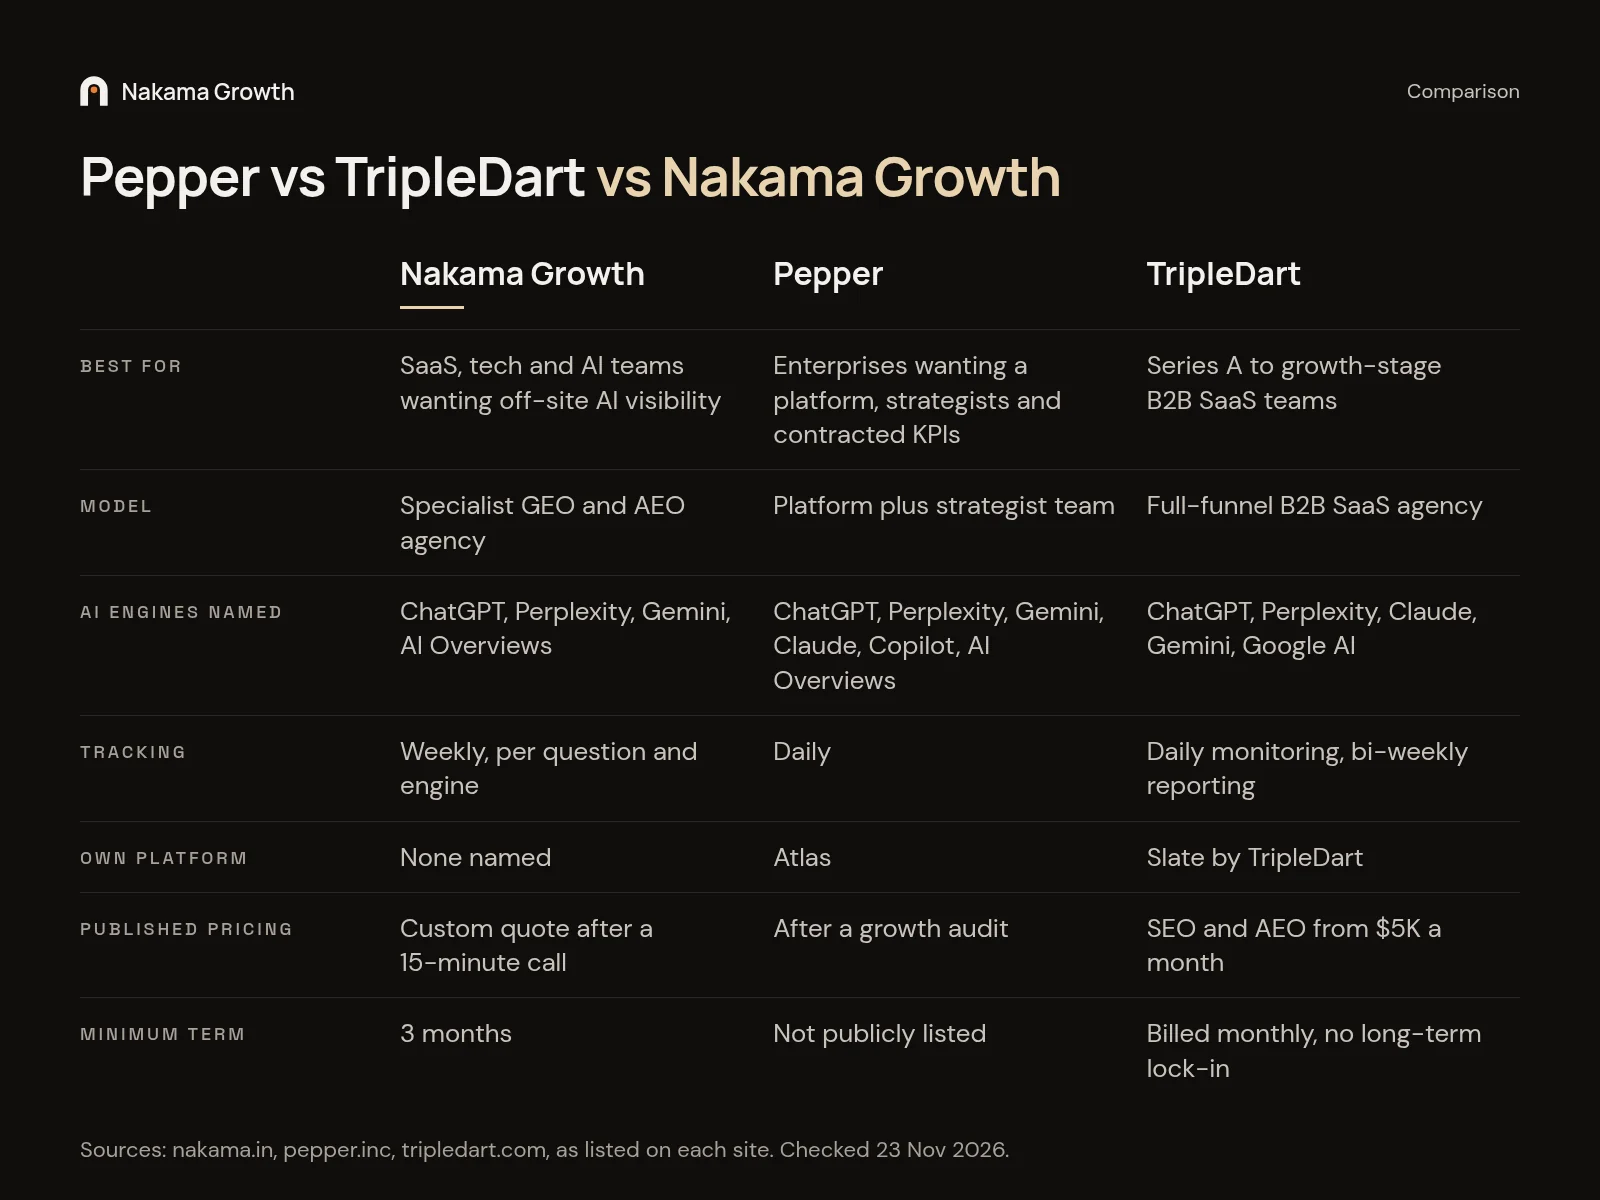 Nakama Growth
Comparison
Pepper vs TripleDart vs Nakama Growth
Nakama Growth
Pepper
TripleDart
BEST FOR
SaaS, tech and AI teams
wanting off-site AI visibility
Enterprises wanting a
platform, strategists and
contracted KPIs
Series A to growth-stage
B2B SaaS teams
MODEL
Specialist GEO and AEO
agency
Platform plus strategist team
Full-funnel B2B SaaS agency
AI ENGINES NAMED
ChatGPT, Perplexity, Gemini,
AI Overviews
ChatGPT, Perplexity, Gemini,
Claude, Copilot, AI
Overviews
ChatGPT, Perplexity, Claude,
Gemini, Google AI
TRACKING
Weekly, per question and
engine
Daily
Daily monitoring, bi-weekly
reporting
OWN PLATFORM
None named
Atlas
Slate by TripleDart
PUBLISHED PRICING
Custom quote after a
15-minute call
After a growth audit
SEO and AEO from $5K a
month
MINIMUM TERM
3 months
Not publicly listed
Billed monthly, no long-term
lock-in
Sources: nakama.in, pepper.inc, tripledart.com, as listed on each site. Checked 23 Nov 2026.